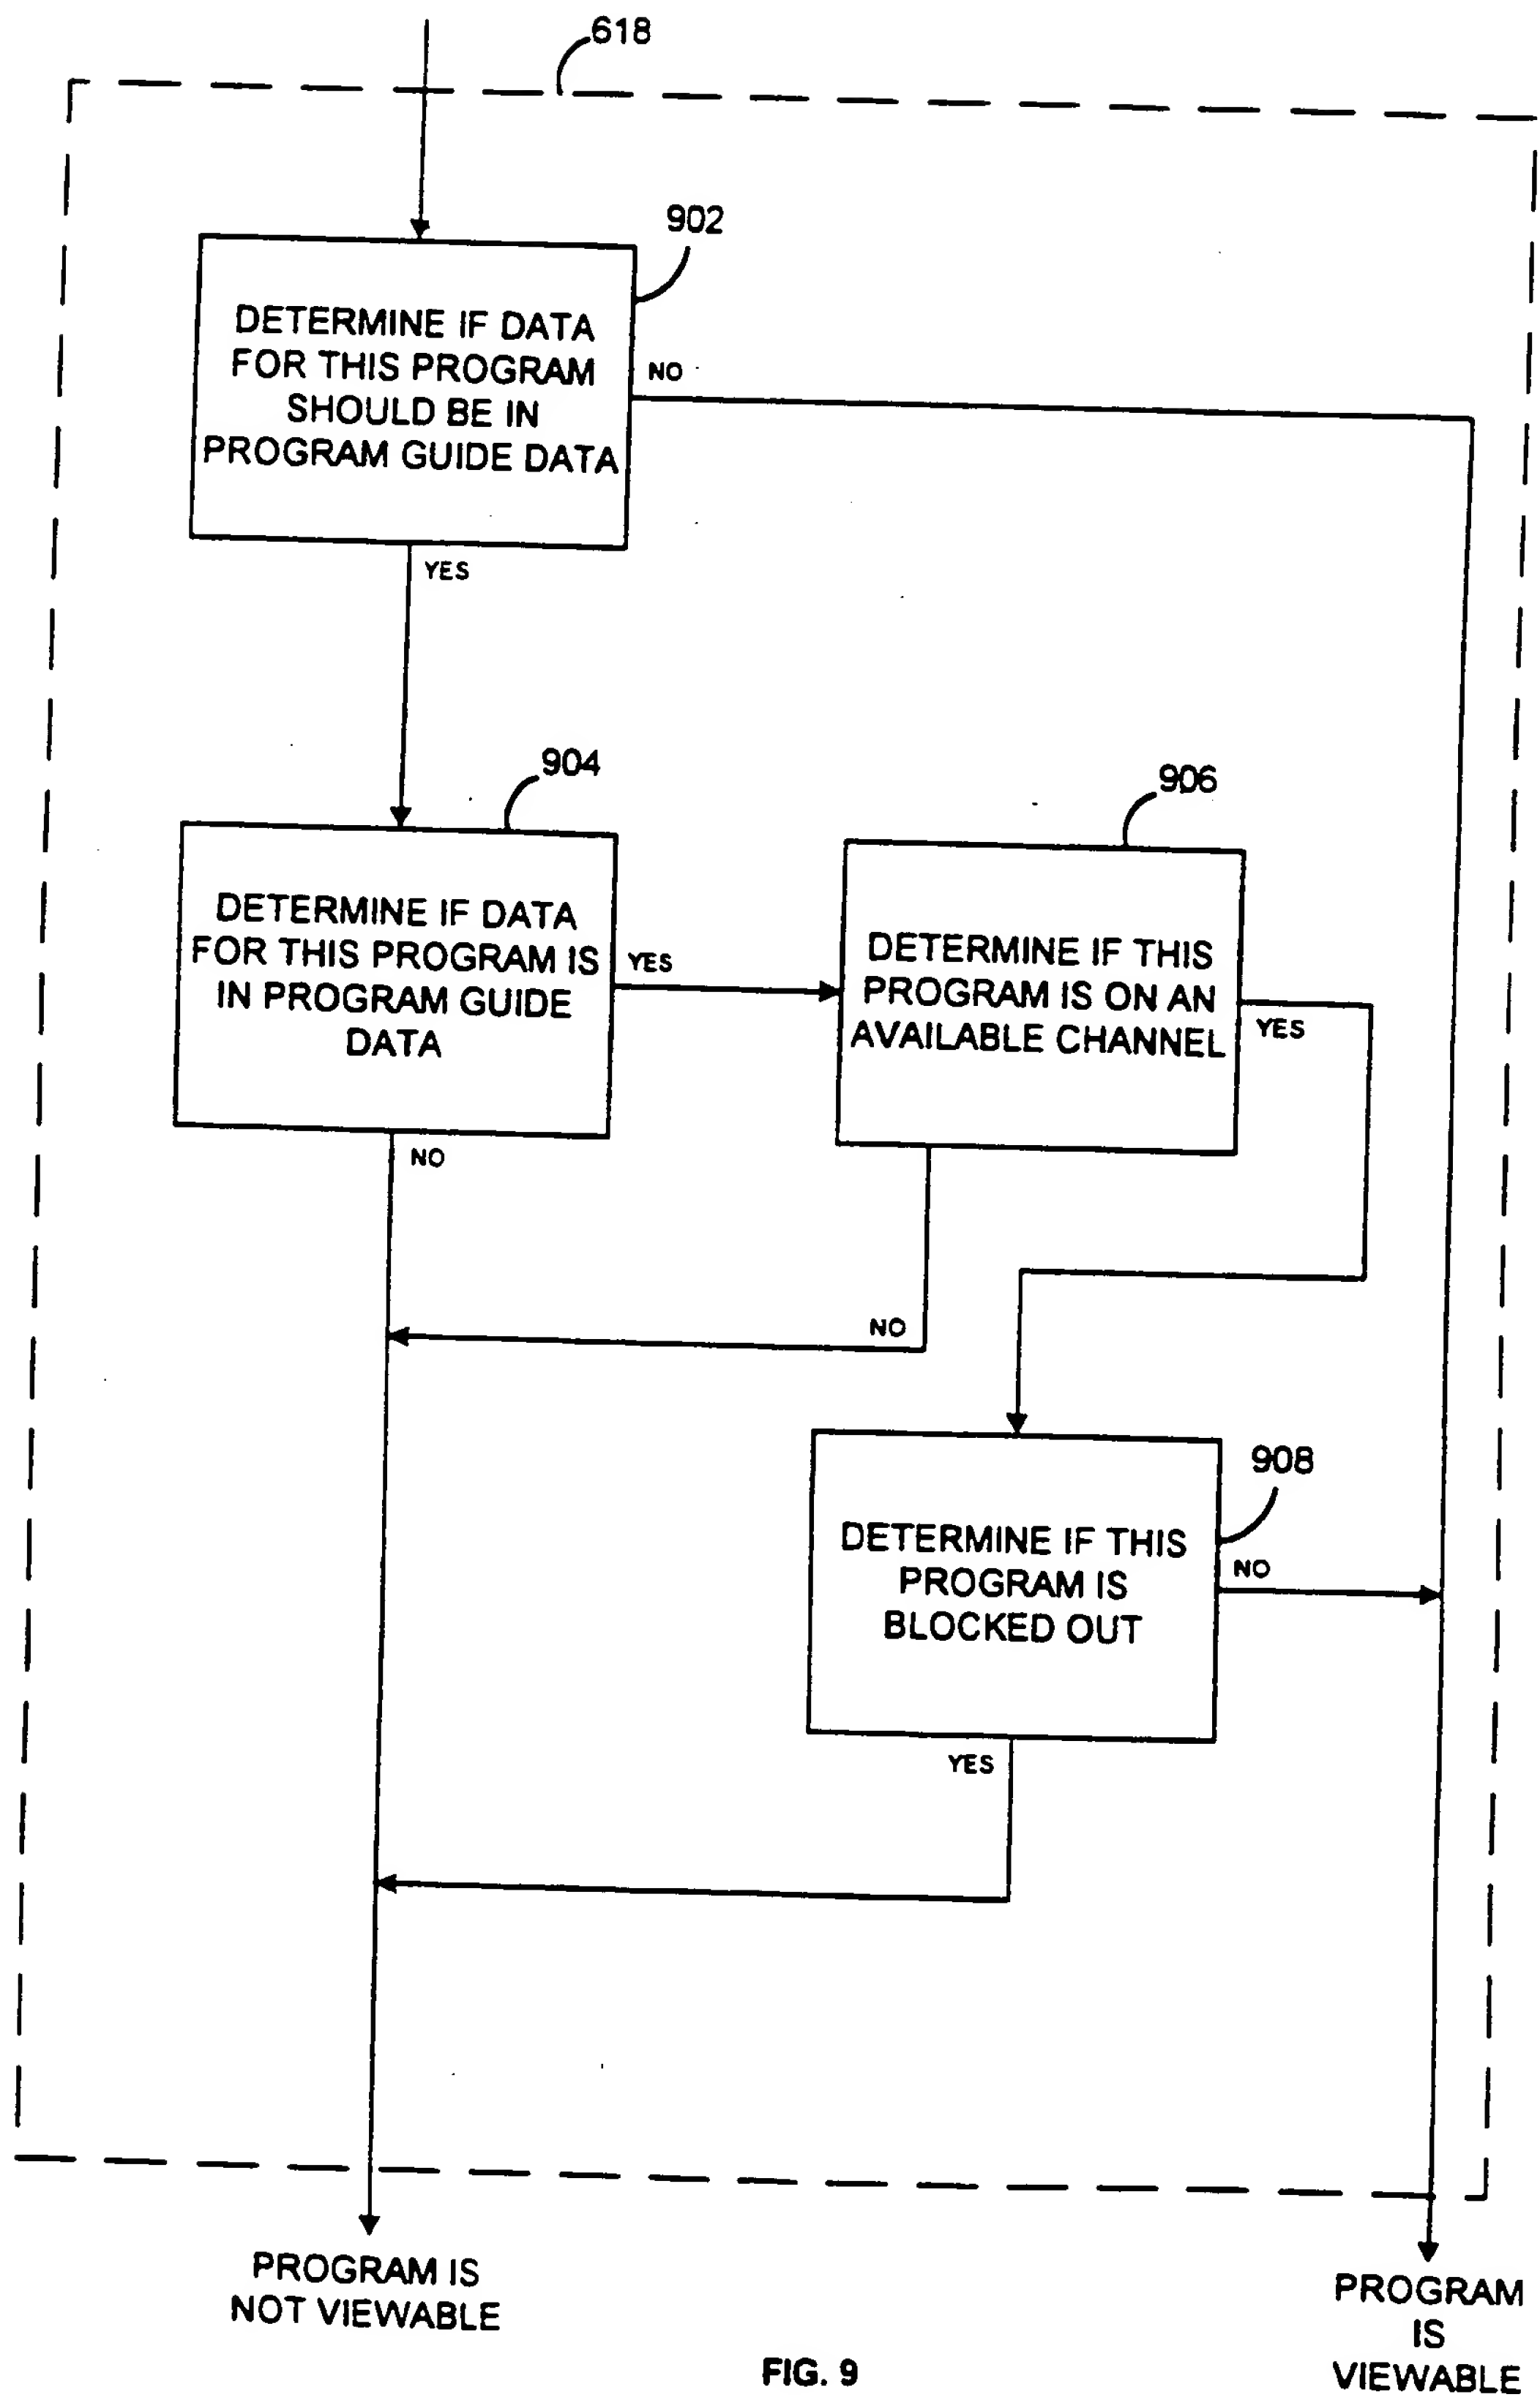 618
902
DETERMINE IF DATA
FOR THIS PROGRAM
SHOULD BE IN
PROGRAM GUIDE DATA
NO
YES
904
906
DETERMINE IF DATA
FOR THIS PROGRAM IS
IN PROGRAM GUIDE
DATA
YES
DETERMINE IF THIS
PROGRAM IS ON AN
AVAILABLE CHANNEL
YES
NO
NO
908
DETERMINE IF THIS
PROGRAM IS
BLOCKED OUT
NO
YES
PROGRAM IS
NOT VIEWABLE
PROGRAM
IS
VIEWABLE
FIG. 9